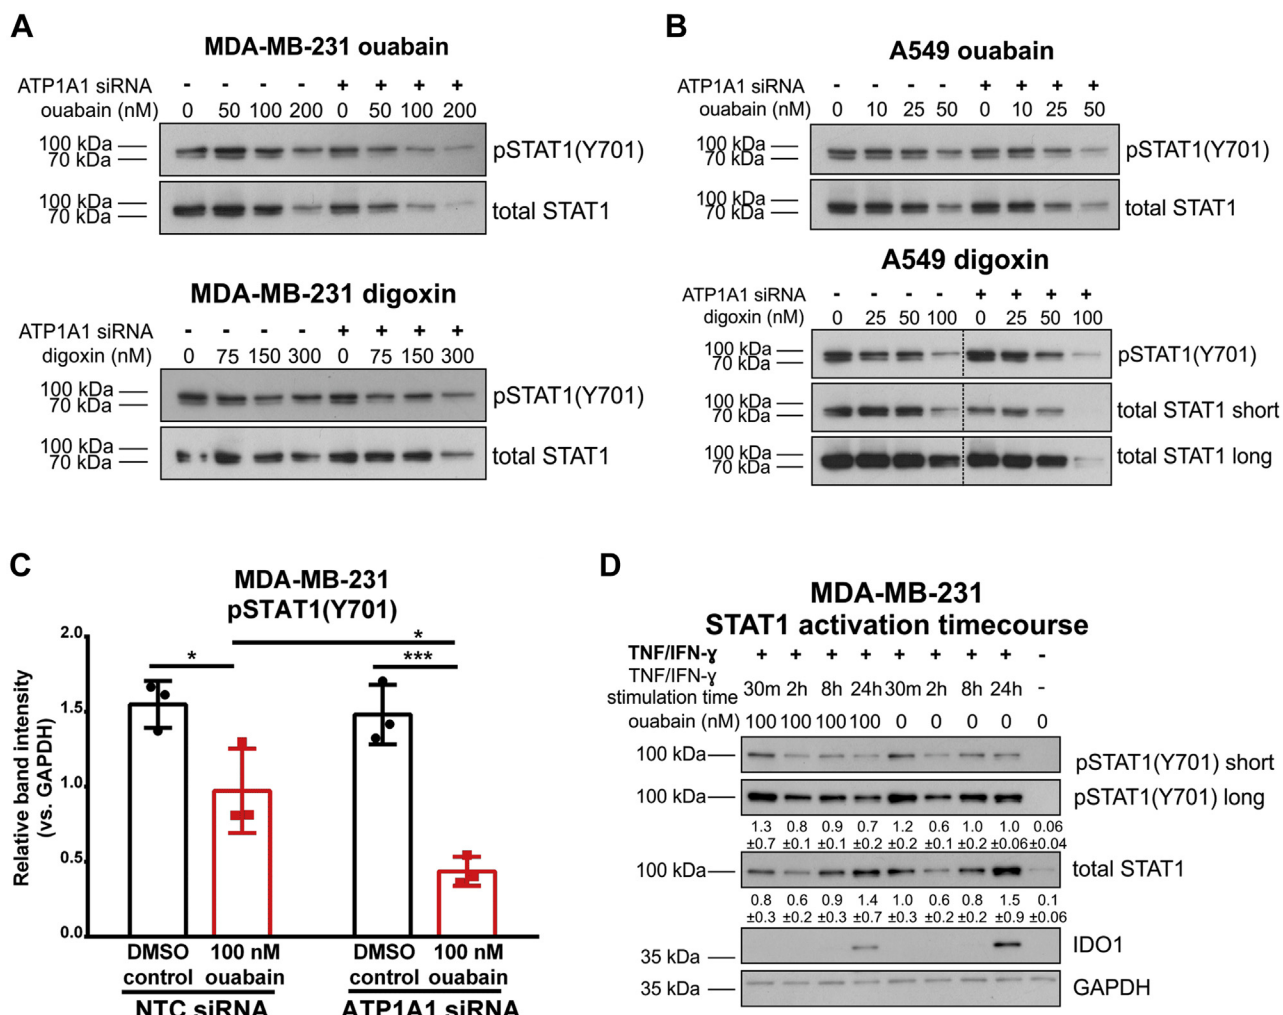 A
MDA-MB-231 ouabain
ATP1A1 siRNA - - - - + + + +
ouabain (nM) 0 50 100 200 0 50 100 200
100 kDa
70 kDa
pSTAT1(Y701)
100 kDa
70 kDa
total STAT1
MDA-MB-231 digoxin
ATP1A1 siRNA - - - - + + + +
digoxin (nM) 0 75 150 300 0 75 150 300
100 kDa
70 kDa
pSTAT1(Y701)
100 kDa
70 kDa
total STAT1
B
A549 ouabain
ATP1A1 siRNA - - - - + + + +
ouabain (nM) 0 10 25 50 0 10 25 50
100 kDa
70 kDa
pSTAT1(Y701)
100 kDa
70 kDa
total STAT1
A549 digoxin
ATP1A1 siRNA - - - - + + + +
digoxin (nM) 0 25 50 100 0 25 50 100
100 kDa
70 kDa
pSTAT1(Y701)
100 kDa
70 kDa
total STAT1 short
100 kDa
70 kDa
total STAT1 long
C
MDA-MB-231
pSTAT1(Y701)
Relative band intensity
(vs. GAPDH)
2.0
1.5
1.0
0.5
0.0
*
*
***
DMSO control
100 nM ouabain
DMSO control
100 nM ouabain
NTC siRNA
ATP1A1 siRNA
D
MDA-MB-231
STAT1 activation timecourse
TNF/IFN-ɣ + + + + + + + + -
TNF/IFN-ɣ
stimulation time 30m 2h 8h 24h 30m 2h 8h 24h -
ouabain (nM) 100 100 100 100 0 0 0 0 0
100 kDa
pSTAT1(Y701) short
100 kDa
pSTAT1(Y701) long
1.3 0.8 0.9 0.7 1.2 0.6 1.0 1.0 0.06
±0.7 ±0.1 ±0.1 ±0.2 ±0.2 ±0.1 ±0.2 ±0.06 ±0.04
100 kDa
total STAT1
0.8 0.6 0.9 1.4 1.0 0.6 0.8 1.5 0.1
±0.3 ±0.2 ±0.3 ±0.7 ±0.3 ±0.2 ±0.2 ±0.9 ±0.06
35 kDa
IDO1
35 kDa
GAPDH